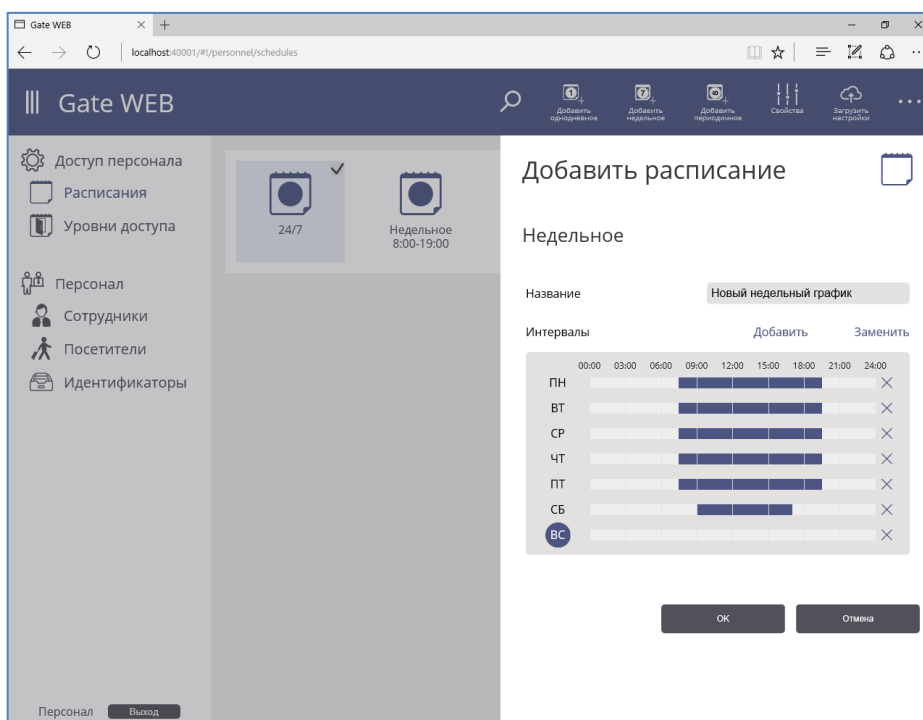 Gate WEB
localhost:40001/#!/personnel/schedules
Gate WEB
Добавить однодневное
Добавить недельное
Добавить периодичное
Свойства
Загрузить настройки
Доступ персонала
Расписания
Уровни доступа
Персонал
Сотрудники
Посетители
Идентификаторы
Персонал Выход
24/7
Недельное
8:00-19:00
Добавить расписание
Недельное
Название Новый недельный график
Интервалы Добавить Заменить
00:00 03:00 06:00 09:00 12:00 15:00 18:00 21:00 24:00
ПН
ВТ
СР
ЧТ
ПТ
СБ
ВС
ОК Отмена